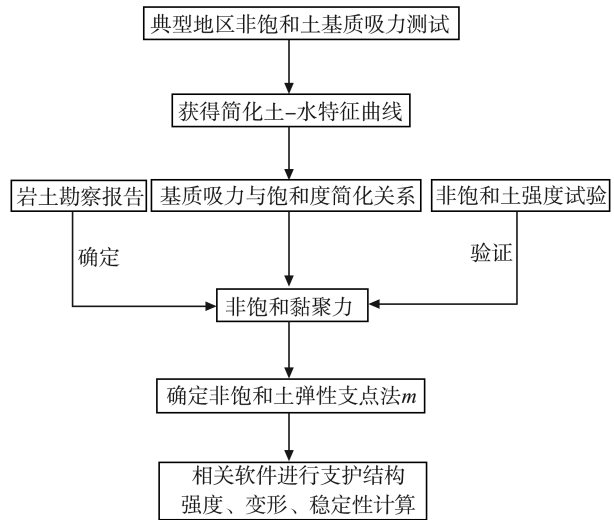 典型地区非饱和土基质吸力测试
获得简化土-水特征曲线
岩土勘察报告
基质吸力与饱和度简化关系
非饱和土强度试验
确定
验证
非饱和黏聚力
确定非饱和土弹性支点法m
相关软件进行支护结构
强度、变形、稳定性计算